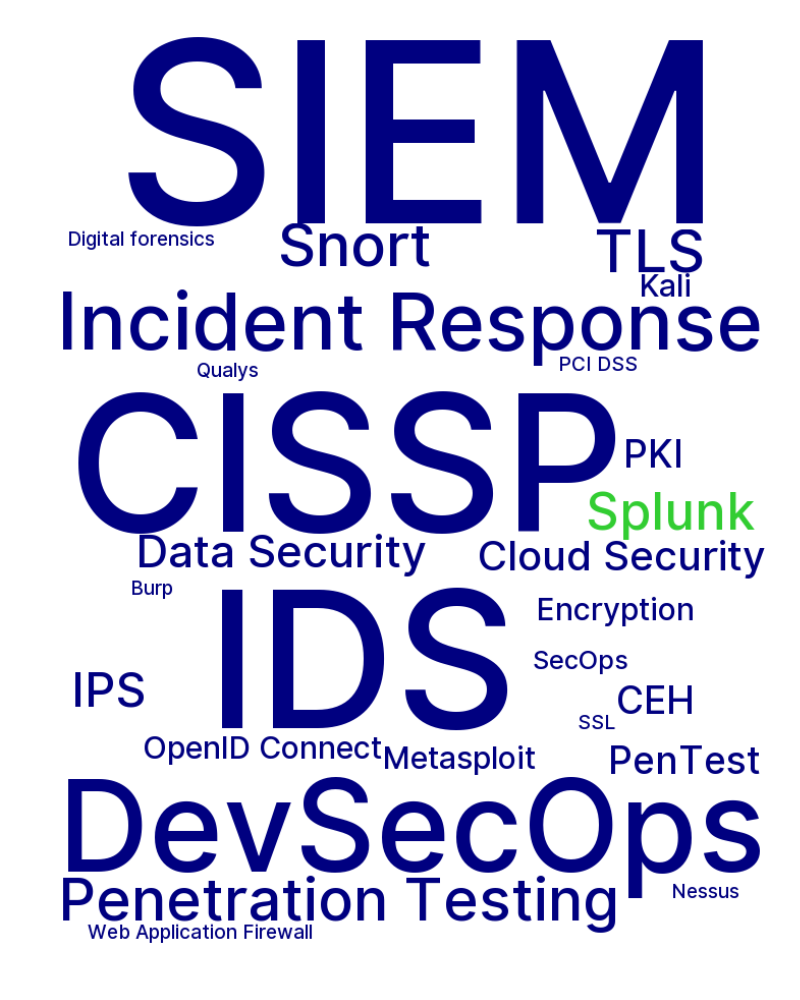 SIEM
Digital forensics
Snort
TLS
Kali
Incident Response
Qualys
PCI DSS
CISSP
PKI
Splunk
Data Security
Cloud Security
Burp
IDS
Encryption
SecOps
IPS
CEH
SSL
OpenID Connect
Metasploit
PenTest
DevSecOps
Penetration Testing
Nessus
Web Application Firewall